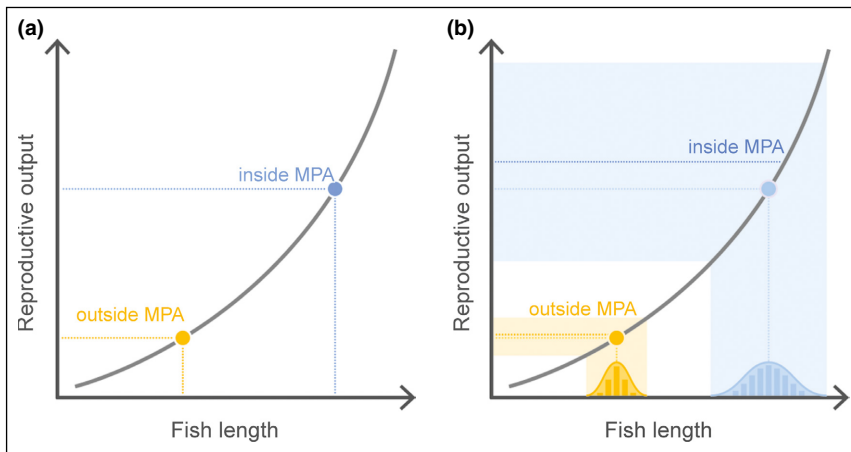 (a)
Reproductive output
inside MPA
outside MPA
Fish length
(b)
Reproductive output
inside MPA
outside MPA
Fish length